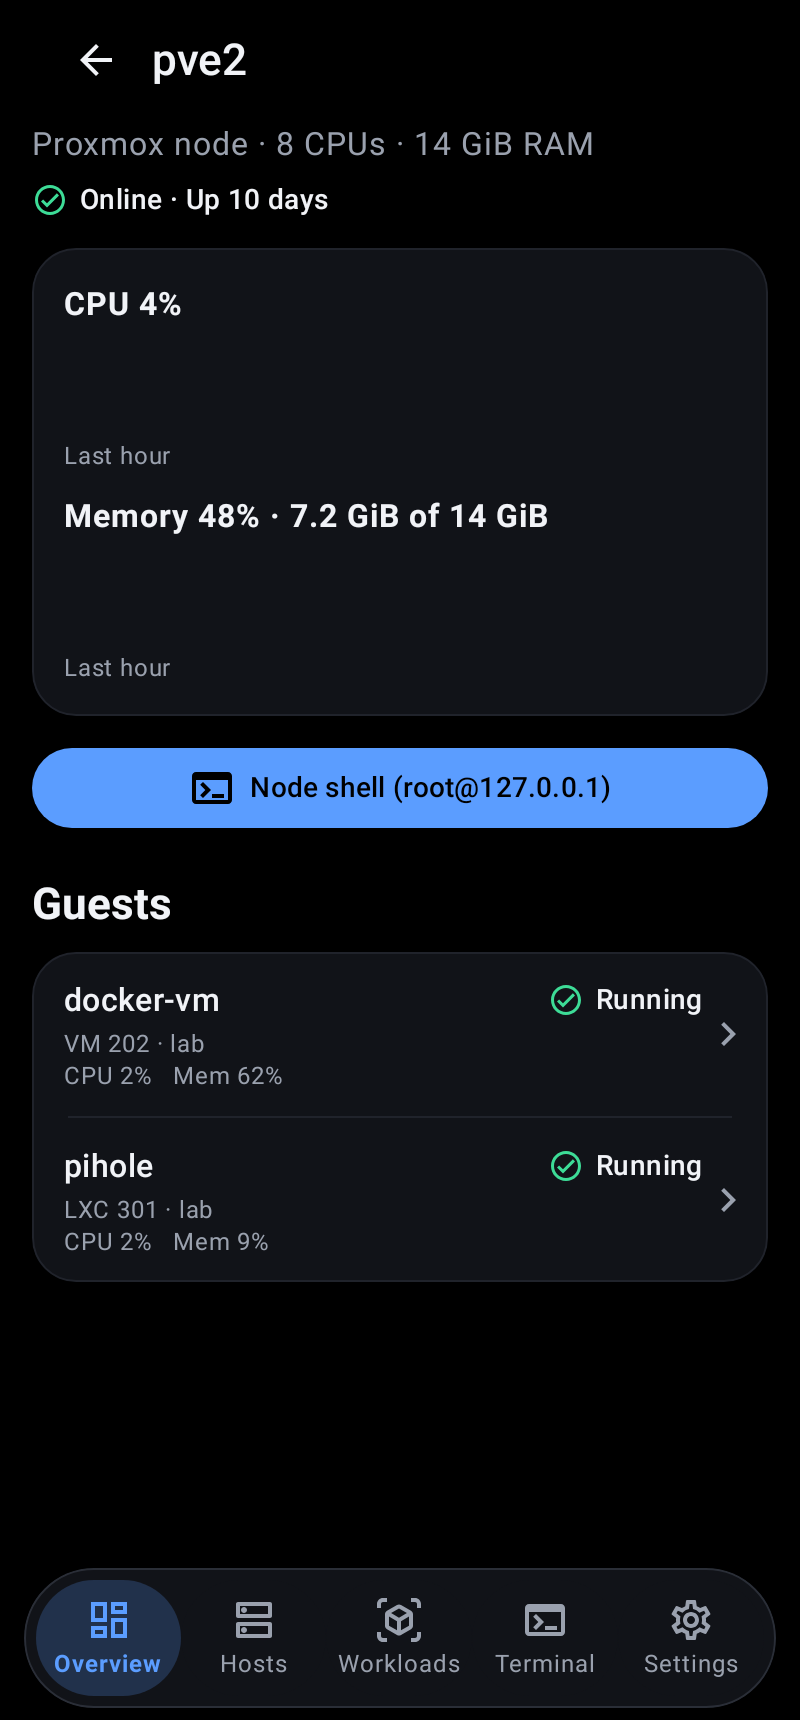 pve2
Proxmox node · 8 CPUs · 14 GiB RAM
Online · Up 10 days
CPU 4%
Last hour
Memory 48% · 7.2 GiB of 14 GiB
Last hour
Node shell (root@127.0.0.1)
Guests
docker-vm
Running
VM 202 · lab
CPU 2% Mem 62%
pihole
Running
LXC 301 · lab
CPU 2% Mem 9%
Overview
Hosts
Workloads
Terminal
Settings